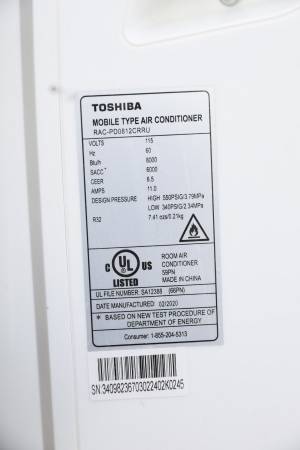 TOSHIBA
MOBILE TYPE AIR CONDITIONER
RAC-PD0812CRRU
VOLTS 115
Hz 60
Btu/h 8000
SACC * 6000
CEER 6.5
AMPS 11.0
DESIGN PRESSURE HIGH 550PSIG/3.79MPa
LOW 340PSIG/2.34MPa
R32 7.41 ozs/0.21kg
C UL US
LISTED
ROOM AIR
CONDITIONER
59PN
MADE IN CHINA
UL FILE NUMBER: SA12388 (66PN)
DATE MANUFACTURED: 02/2020
* BASED ON NEW TEST PROCEDURE OF
DEPARTMENT OF ENERGY
Consumer: 1-855-204-5313
SN:3409823670302​2402K0245